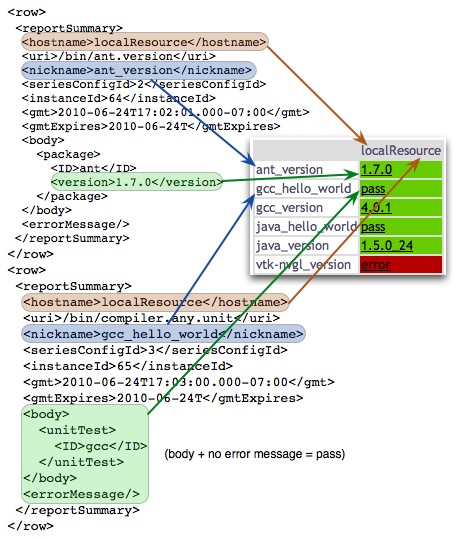 <row>
<reportSummary>
<hostname>localResource</hostname>
<uri>/bin/ant.version</uri>
<nickname>ant_version</nickname>
<seriesConfigId>2</seriesConfigId>
<instanceId>64</instanceId>
<gmt>2010-06-24T17:02:01.000-07:00</gmt>
<gmtExpires>2010-06-24T</gmtExpires>
<body>
<package>
<ID>ant</ID>
<version>1.7.0</version>
</package>
</body>
<errorMessage/>
</reportSummary>
</row>
<row>
<reportSummary>
<hostname>localResource</hostname>
<uri>/bin/compiler.any.unit</uri>
<nickname>gcc_hello_world</nickname>
<seriesConfigId>3</seriesConfigId>
<instanceId>65</instanceId>
<gmt>2010-06-24T17:03:00.000-07:00</gmt>
<gmtExpires>2010-06-24T</gmtExpires>
<body>
<unitTest>
<ID>gcc</ID>
</unitTest>
</body>
<errorMessage/>
</reportSummary>
</row>
localResource
ant_version 1.7.0
gcc_hello_world pass
gcc_version 4.0.1
java_hello_world pass
java_version 1.5.0_24
vtk-nvgl_version error
(body + no error message = pass)